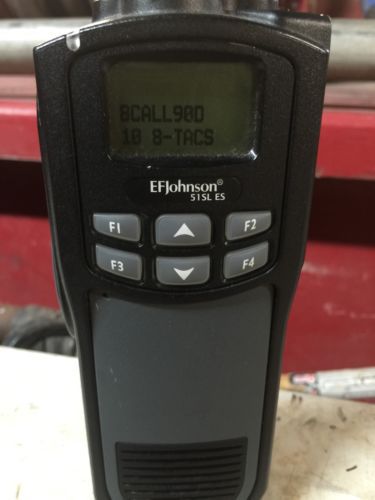 8CALL90D
10 8-TACS
EFJohnson®
51SL ES
F1 F2
F3 F4